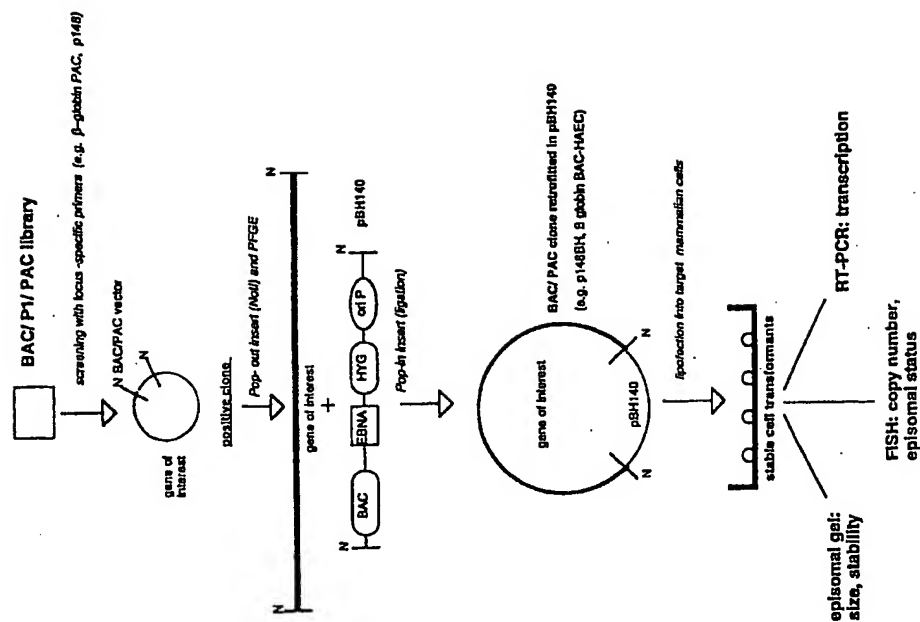 BAC/ P1/ PAC library
screening with locus -specific primers (e.g. β-globin PAC, p148)
N BAC/PAC vector
N
gene of
interest
positive clone
Pop- out insert (NotI) and PFGE
N
N
gene of interest
+
pBH140
N
BAC
EBNA
HYG
ori P
N
Pop-in insert (ligation)
gene of interest
BAC/ PAC clone retrofitted in pBH140
(e.g. p148BH, B globin BAC-HAEC)
N
N
pBH140
lipofection into target mammalian cells
stable cell transformants
episomal gel:
size, stability
FISH: copy number,
episomal status
RT-PCR: transcription